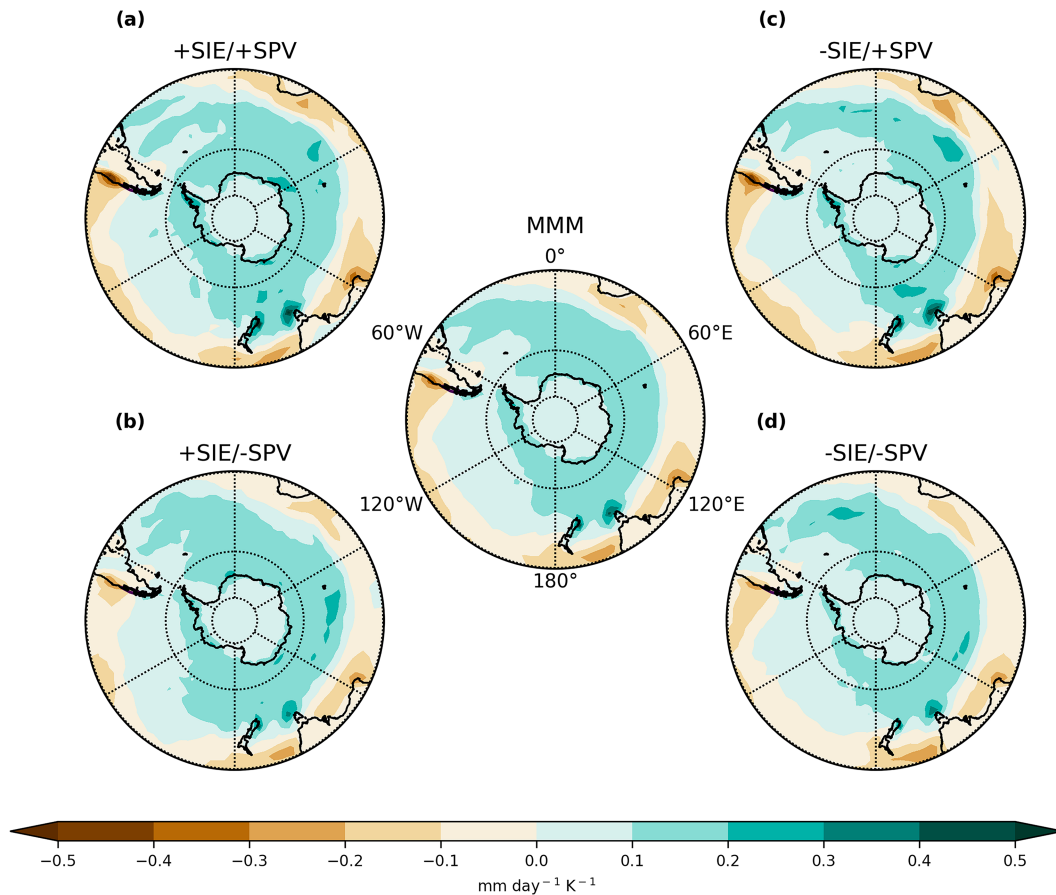 (a)
+SIE/+SPV
(c)
-SIE/+SPV
MMM
0°
60°W
60°E
120°W
120°E
180°
(b)
+SIE/-SPV
(d)
-SIE/-SPV
−0.5 −0.4 −0.3 −0.2 −0.1 0.0 0.1 0.2 0.3 0.4 0.5
mm day⁻¹ K⁻¹